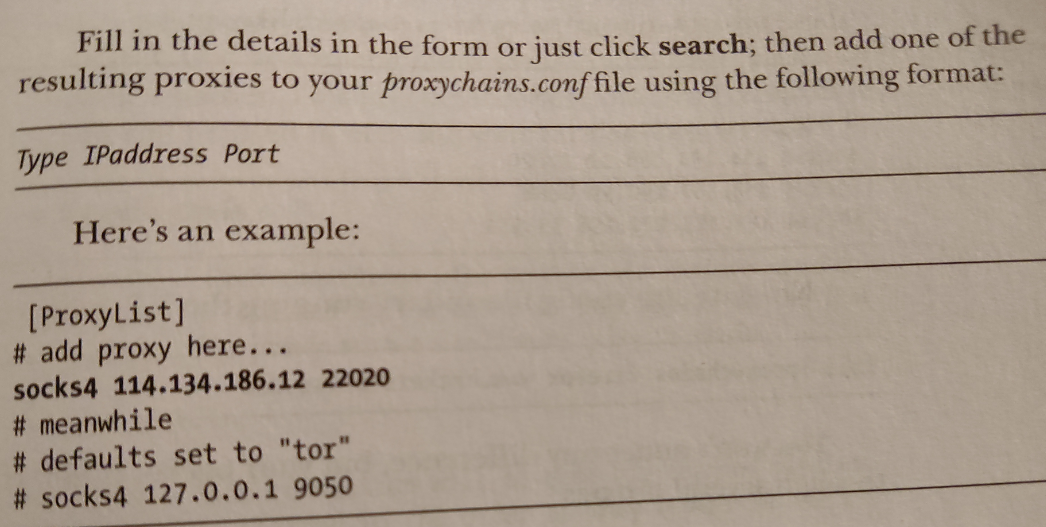 Fill in the details in the form or just click search; then add one of the
resulting proxies to your proxychains.conf file using the following format:
Type IPaddress Port
Here's an example:
[ProxyList]
# add proxy here...
socks4 114.134.186.12 22020
# meanwhile
# defaults set to "tor"
# socks4 127.0.0.1 9050